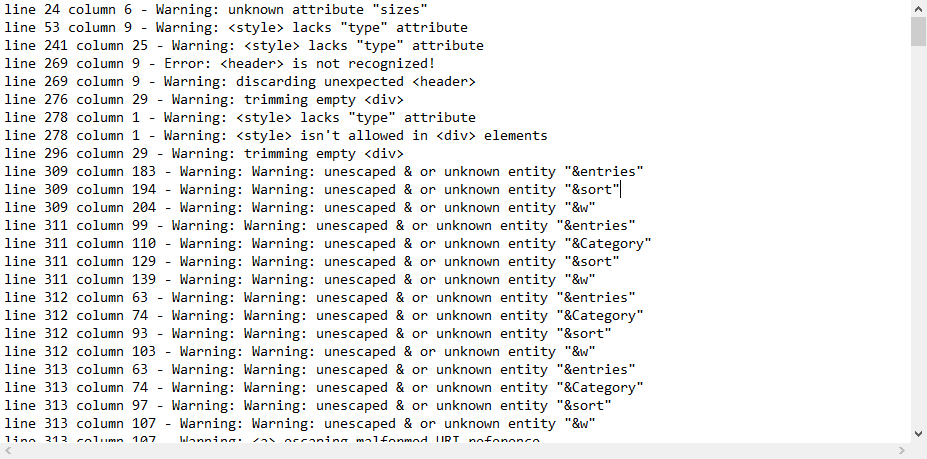 line 24 column 6 - Warning: unknown attribute "sizes"
line 53 column 9 - Warning: <style> lacks "type" attribute
line 241 column 25 - Warning: <style> lacks "type" attribute
line 269 column 9 - Error: <header> is not recognized!
line 269 column 9 - Warning: discarding unexpected <header>
line 276 column 29 - Warning: trimming empty <div>
line 278 column 1 - Warning: <style> lacks "type" attribute
line 278 column 1 - Warning: <style> isn't allowed in <div> elements
line 296 column 29 - Warning: trimming empty <div>
line 309 column 183 - Warning: Warning: unescaped & or unknown entity "&entries"
line 309 column 194 - Warning: Warning: unescaped & or unknown entity "&sort"
line 309 column 204 - Warning: Warning: unescaped & or unknown entity "&w"
line 311 column 99 - Warning: Warning: unescaped & or unknown entity "&entries"
line 311 column 110 - Warning: Warning: unescaped & or unknown entity "&Category"
line 311 column 129 - Warning: Warning: unescaped & or unknown entity "&sort"
line 311 column 139 - Warning: Warning: unescaped & or unknown entity "&w"
line 312 column 63 - Warning: Warning: unescaped & or unknown entity "&entries"
line 312 column 74 - Warning: Warning: unescaped & or unknown entity "&Category"
line 312 column 93 - Warning: Warning: unescaped & or unknown entity "&sort"
line 312 column 103 - Warning: Warning: unescaped & or unknown entity "&w"
line 313 column 63 - Warning: Warning: unescaped & or unknown entity "&entries"
line 313 column 74 - Warning: Warning: unescaped & or unknown entity "&Category"
line 313 column 97 - Warning: Warning: unescaped & or unknown entity "&sort"
line 313 column 107 - Warning: Warning: unescaped & or unknown entity "&w"
line 313 column 107 - Warning: <a> escaping malformed URI reference